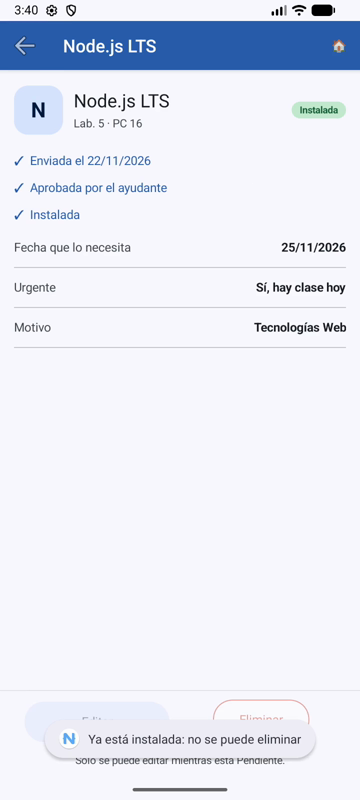 3:40
Node.js LTS
N
Node.js LTS
Lab. 5 · PC 16
Instalada
✓ Enviada el 22/11/2026
✓ Aprobada por el ayudante
✓ Instalada
Fecha que lo necesita 25/11/2026
Urgente Sí, hay clase hoy
Motivo Tecnologías Web
Eliminar
N Ya está instalada: no se puede eliminar
Solo se puede editar mientras está Pendiente.